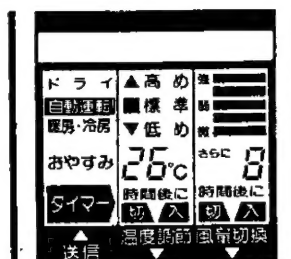 ドライ
▲高め
強
自動運転
■標準
弱
暖房・冷房
▼低め
微
おやすみ
26℃
さらに 8
時間後に
時間後に
タイマー
切 入
切 入
送信
温度調節
風量切換